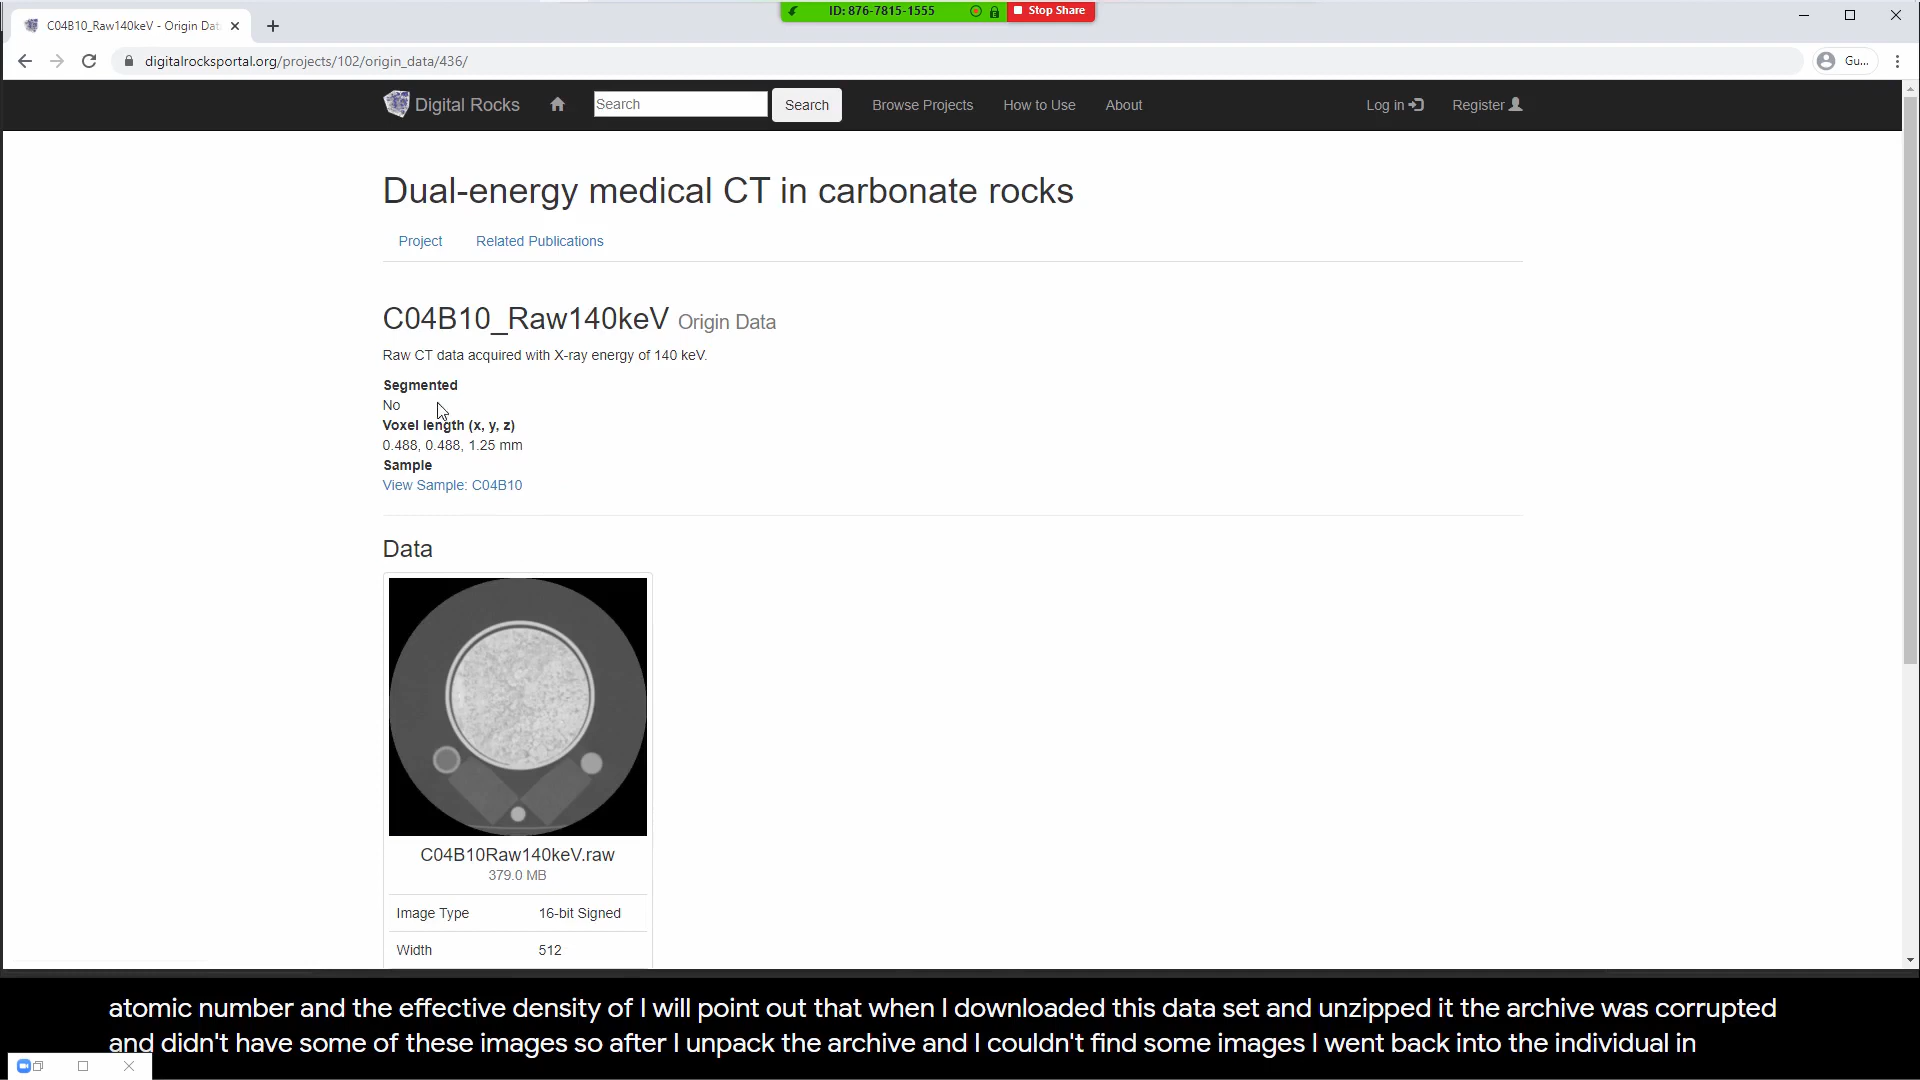 ID: 876-7815-1555 Stop Share
C04B10_Raw140keV - Origin Dat
digitalrocksportal.org/projects/102/origin_data/436/
Gu...
Digital Rocks Search Search Browse Projects How to Use About Log in Register
Dual-energy medical CT in carbonate rocks
Project Related Publications
C04B10_Raw140keV Origin Data
Raw CT data acquired with X-ray energy of 140 keV.
Segmented
No
Voxel length (x, y, z)
0.488, 0.488, 1.25 mm
Sample
View Sample: C04B10
Data
C04B10Raw140keV.raw
379.0 MB
Image Type 16-bit Signed
Width 512
atomic number and the effective density of I will point out that when I downloaded this data set and unzipped it the archive was corrupted
and didn't have some of these images so after I unpack the archive and I couldn't find some images I went back into the individual in